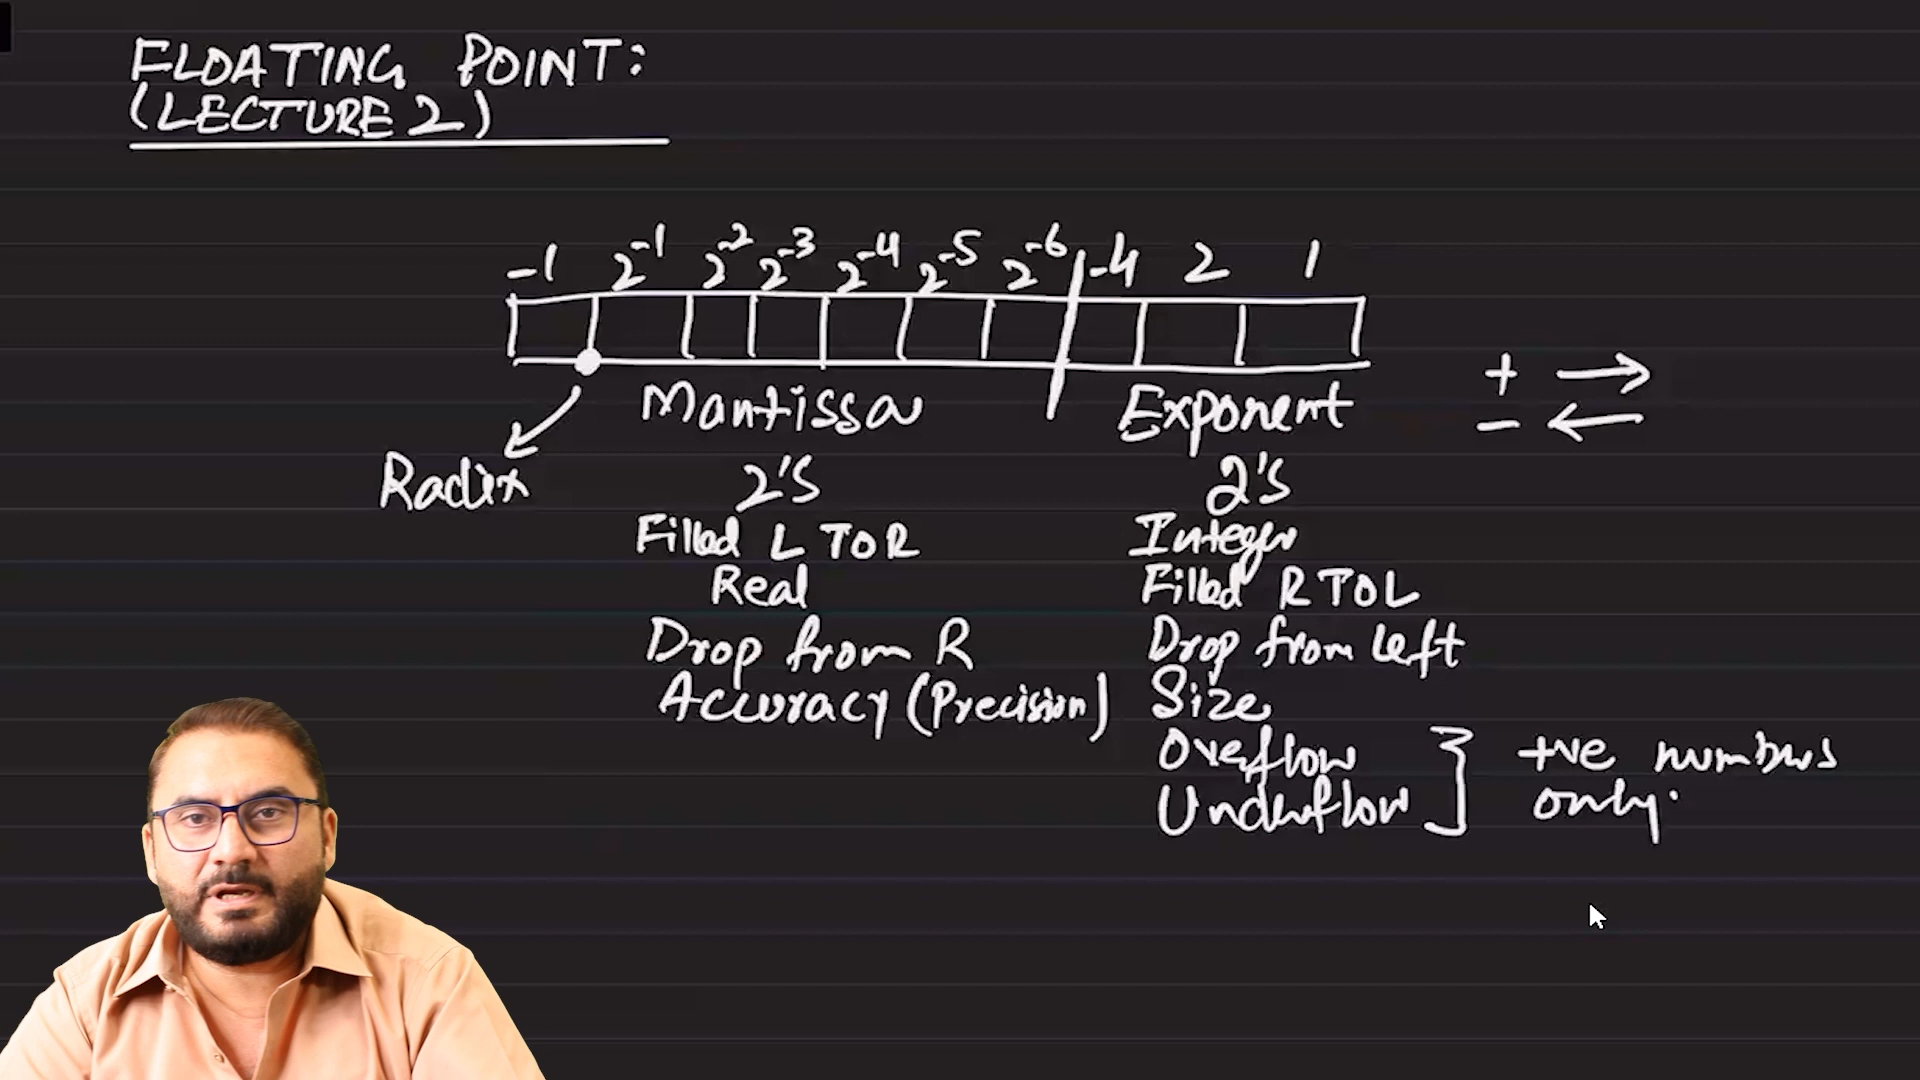 FLOATING POINT:
(LECTURE 2)
-1 2⁻¹ 2⁻² 2⁻³ 2⁻⁴ 2⁻⁵ 2⁻⁶ -4 2 1
+ →
- ←
Mantissa Exponent
Radix 2's 2's
Filled L TO R Integer
Real Filled R TO L
Drop from R Drop from left
Accuracy (Precision) Size
Overflow +ve numbers
Underflow only.